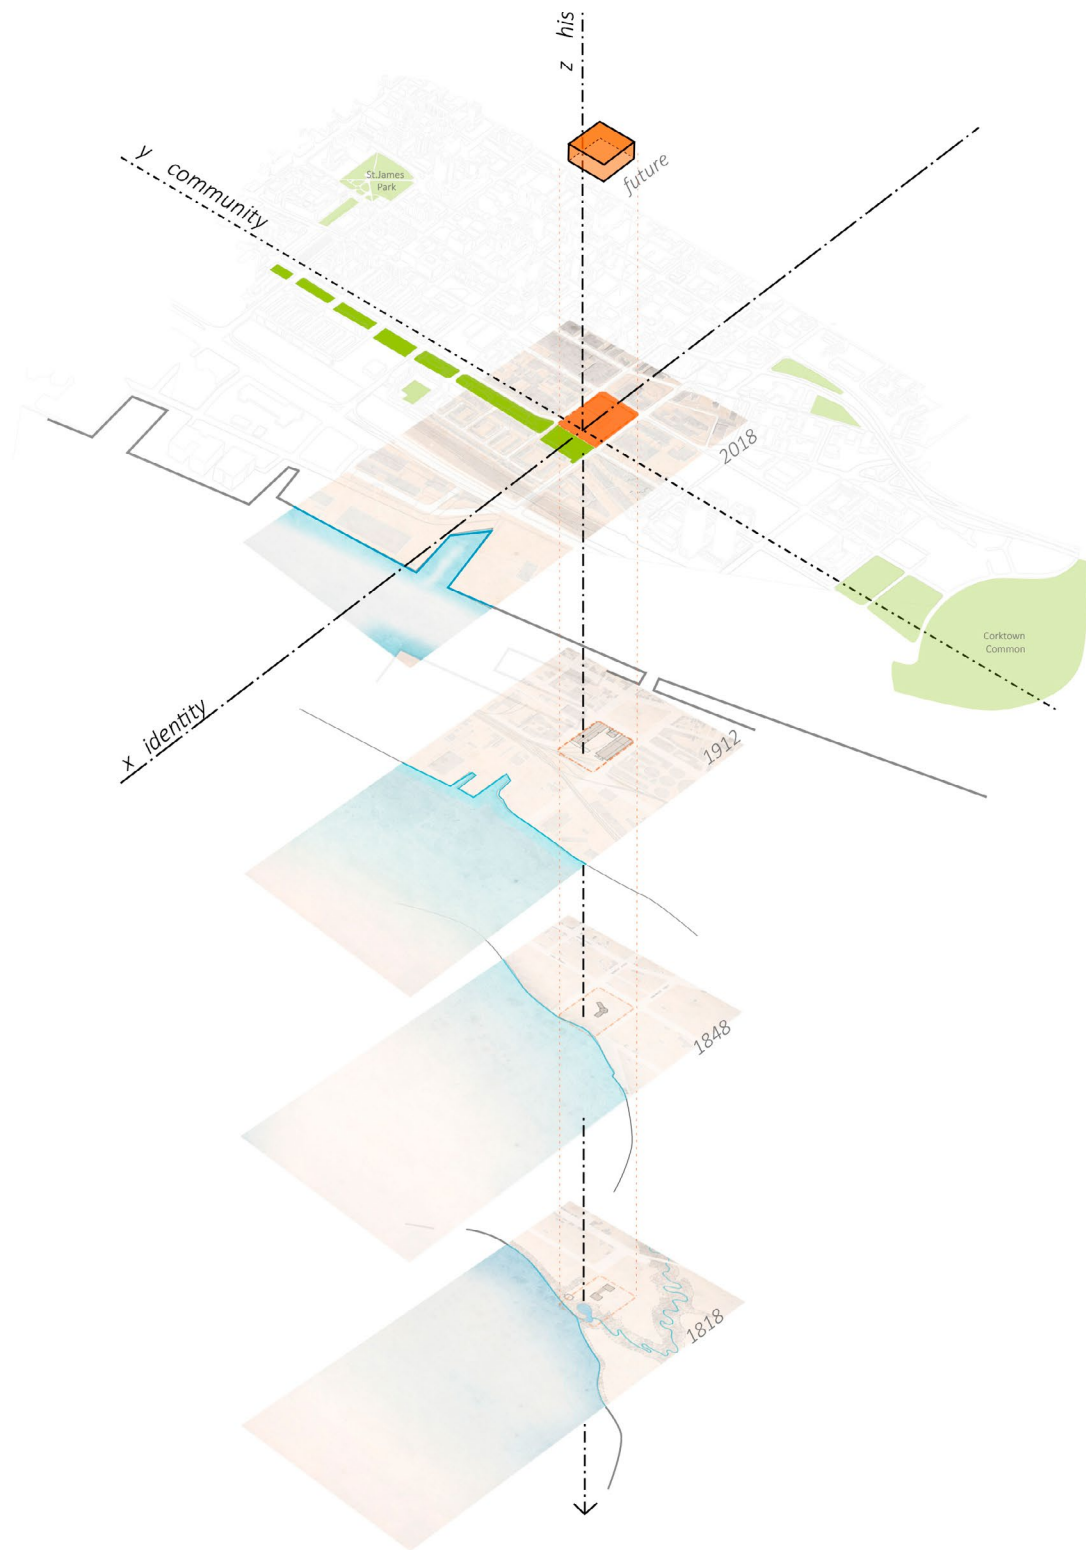 z his
future
y community
St.James
Park
2018
Corktown
Common
x identity
1912
1848
1818